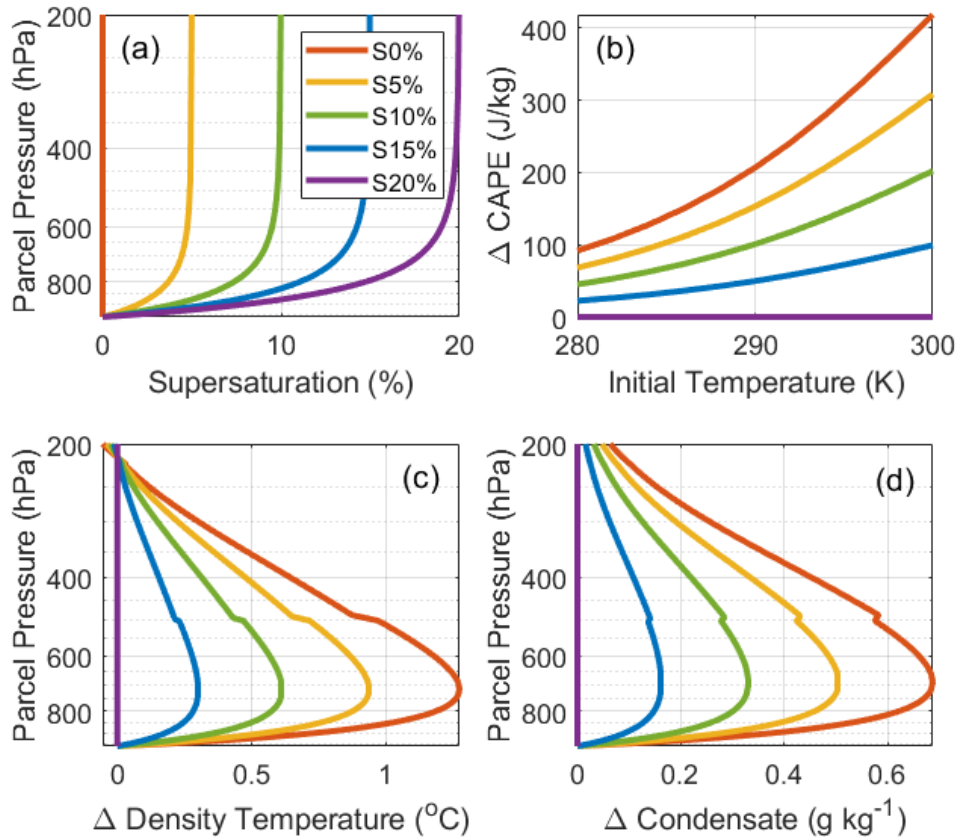 200
400
600
800
Parcel Pressure (hPa)
(a)
S0%
S5%
S10%
S15%
S20%
0
10
20
Supersaturation (%)
400
300
200
100
0
Δ CAPE (J/kg)
(b)
280
290
300
Initial Temperature (K)
200
400
600
800
Parcel Pressure (hPa)
(c)
0
0.5
1
Δ Density Temperature (°C)
200
400
600
800
Parcel Pressure (hPa)
(d)
0
0.2
0.4
0.6
Δ Condensate (g kg⁻¹)